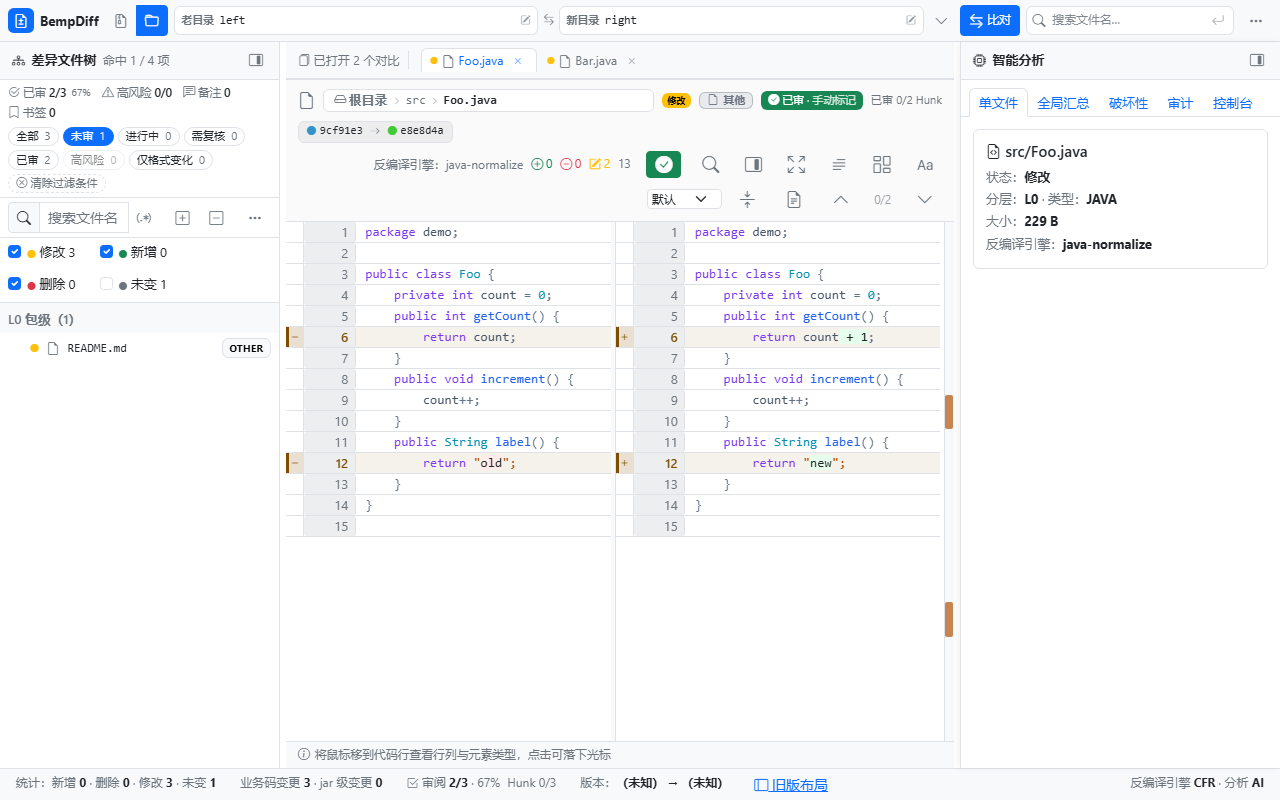 BempDiff
老目录 left
新目录 right
比对
搜索文件名...
差异文件树 命中 1 / 4 项
已审 2/3 67% 高风险 0/0 备注 0
书签 0
全部 3 未审 1 进行中 0 需复核 0
已审 2 高风险 0 仅格式变化 0
清除过滤条件
搜索文件名 (.*)
修改 3 新增 0
删除 0 未变 1
L0 包级 (1)
README.md OTHER
已打开 2 个对比 Foo.java × Bar.java ×
根目录 › src › Foo.java 修改 其他 已审 · 手动标记 已审 0/2 Hunk
9cf91e3 → e8e8d4a
反编译引擎: java-normalize 0 0 2 13 Aa
默认 0/2
1 package demo;
2
3 public class Foo {
4 private int count = 0;
5 public int getCount() {
− 6 return count;
7 }
8 public void increment() {
9 count++;
10 }
11 public String label() {
− 12 return "old";
13 }
14 }
15
1 package demo;
2
3 public class Foo {
4 private int count = 0;
5 public int getCount() {
+ 6 return count + 1;
7 }
8 public void increment() {
9 count++;
10 }
11 public String label() {
+ 12 return "new";
13 }
14 }
15
将鼠标移到代码行查看行列与元素类型，点击可落下光标
智能分析
单文件 全局汇总 破坏性 审计 控制台
src/Foo.java
状态: 修改
分层: L0 · 类型: JAVA
大小: 229 B
反编译引擎: java-normalize
统计: 新增 0 · 删除 0 · 修改 3 · 未变 1 业务码变更 3 · jar 级变更 0 审阅 2/3 · 67% Hunk 0/3 版本: (未知) → (未知) 旧版布局 反编译引擎 CFR · 分析 AI